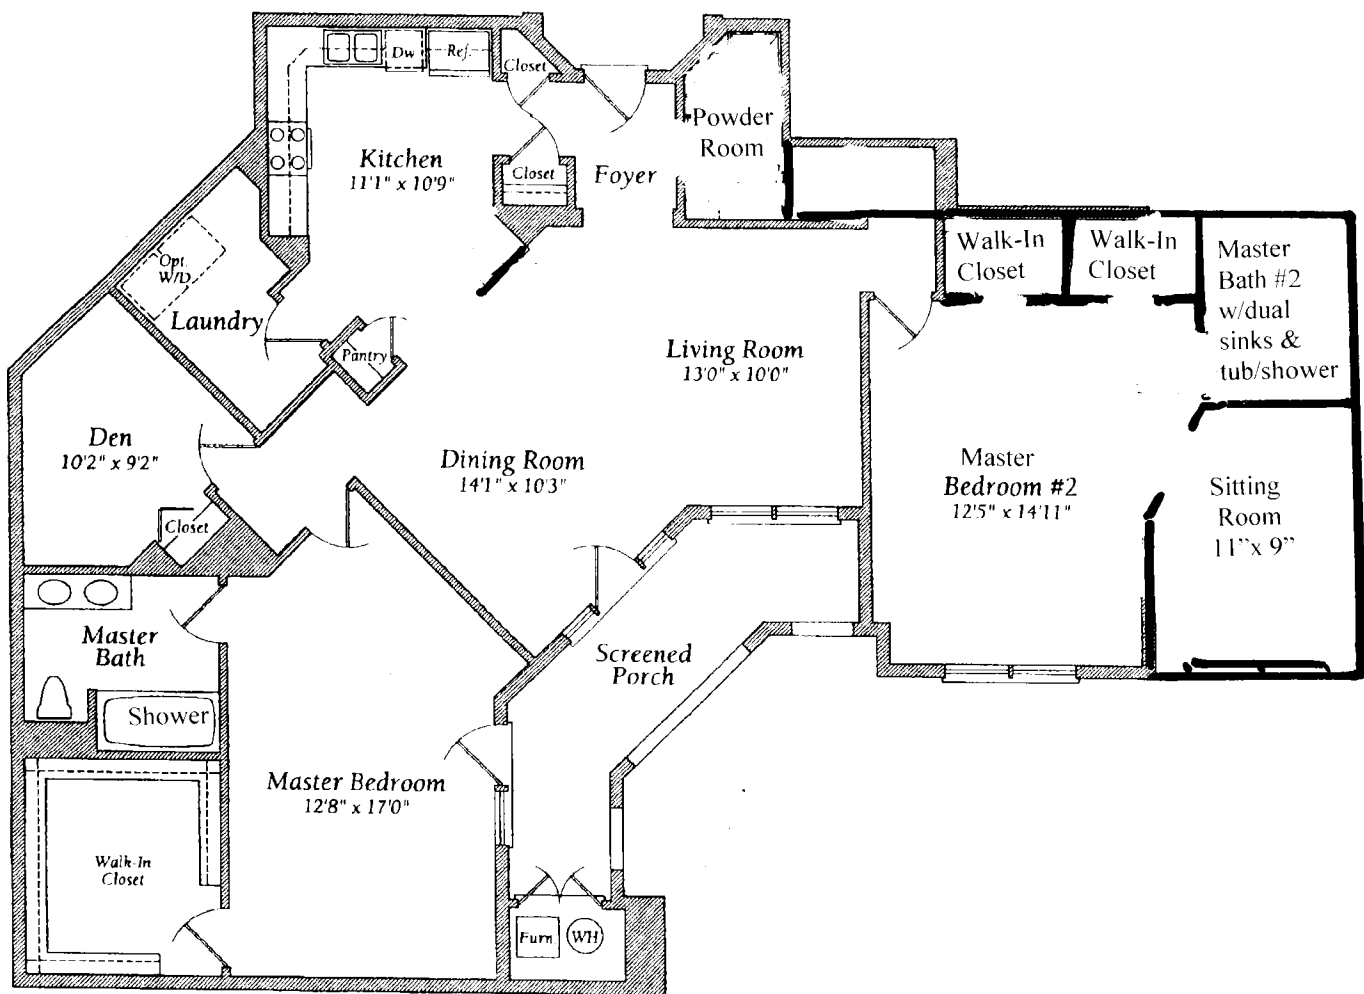 Dw
Ref.
Closet
Powder
Room
Kitchen
11'1" x 10'9"
Closet
Foyer
Walk-In
Closet
Walk-In
Closet
Master
Bath #2
w/dual
sinks &
tub/shower
Opt.
W/D
Laundry
Pantry
Living Room
13'0" x 10'0"
Den
10'2" x 9'2"
Dining Room
14'1" x 10'3"
Master
Bedroom #2
12'5" x 14'11"
Sitting
Room
11”x 9”
Closet
Master
Bath
Screened
Porch
Shower
Master Bedroom
12'8" x 17'0"
Walk-In
Closet
Furn
WH